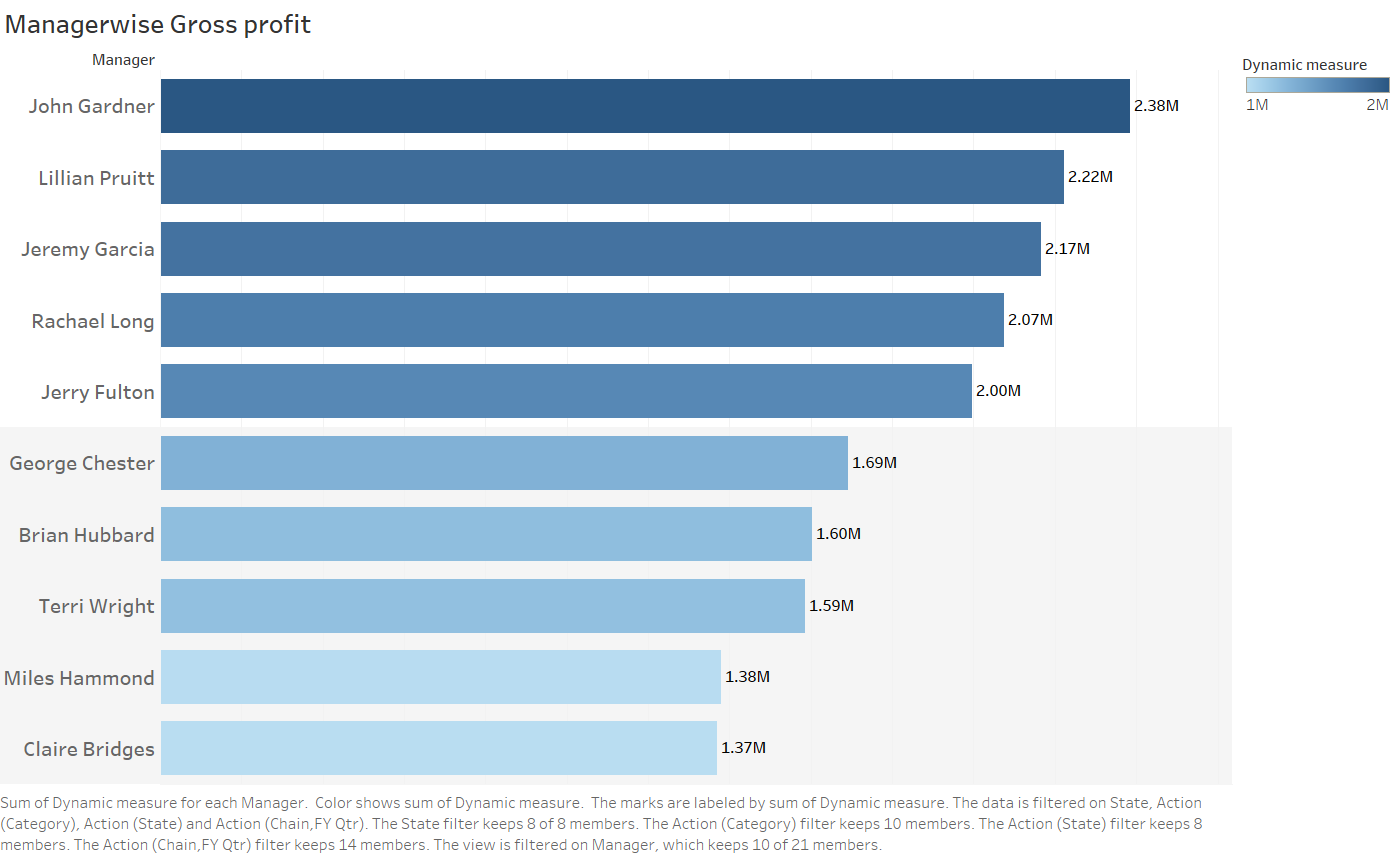 Managerwise Gross profit
Manager
Dynamic measure
1M 2M
John Gardner 2.38M
Lillian Pruitt 2.22M
Jeremy Garcia 2.17M
Rachael Long 2.07M
Jerry Fulton 2.00M
George Chester 1.69M
Brian Hubbard 1.60M
Terri Wright 1.59M
Miles Hammond 1.38M
Claire Bridges 1.37M
Sum of Dynamic measure for each Manager.  Color shows sum of Dynamic measure.  The marks are labeled by sum of Dynamic measure. The data is filtered on State, Action
(Category), Action (State) and Action (Chain,FY Qtr). The State filter keeps 8 of 8 members. The Action (Category) filter keeps 10 members. The Action (State) filter keeps 8
members. The Action (Chain,FY Qtr) filter keeps 14 members. The view is filtered on Manager, which keeps 10 of 21 members.